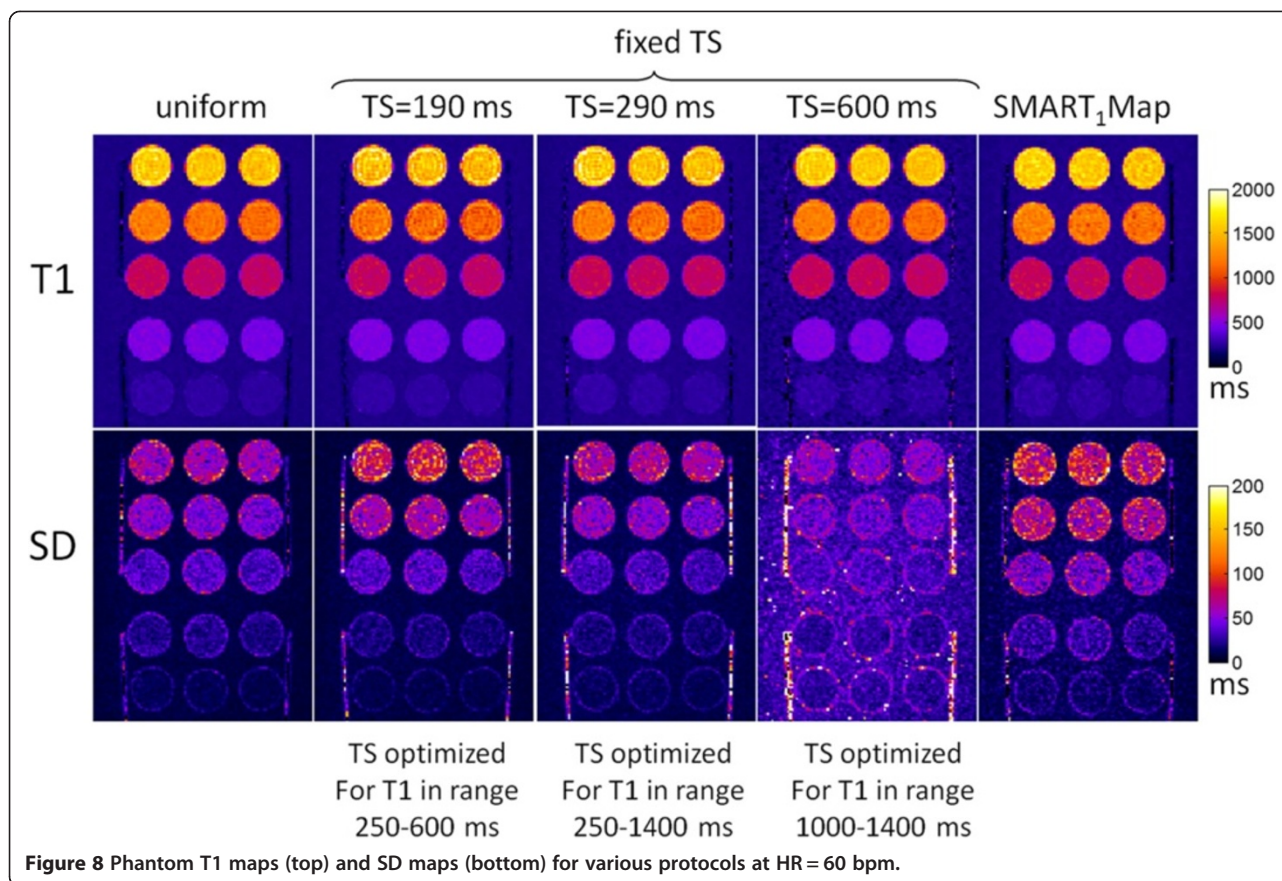 fixed TS
uniform TS=190 ms TS=290 ms TS=600 ms SMART₁Map
T1
2000
1500
1000
500
0
ms
SD
200
150
100
50
0
ms
TS optimized
For T1 in range
250-600 ms
TS optimized
For T1 in range
250-1400 ms
TS optimized
For T1 in range
1000-1400 ms
Figure 8 Phantom T1 maps (top) and SD maps (bottom) for various protocols at HR = 60 bpm.